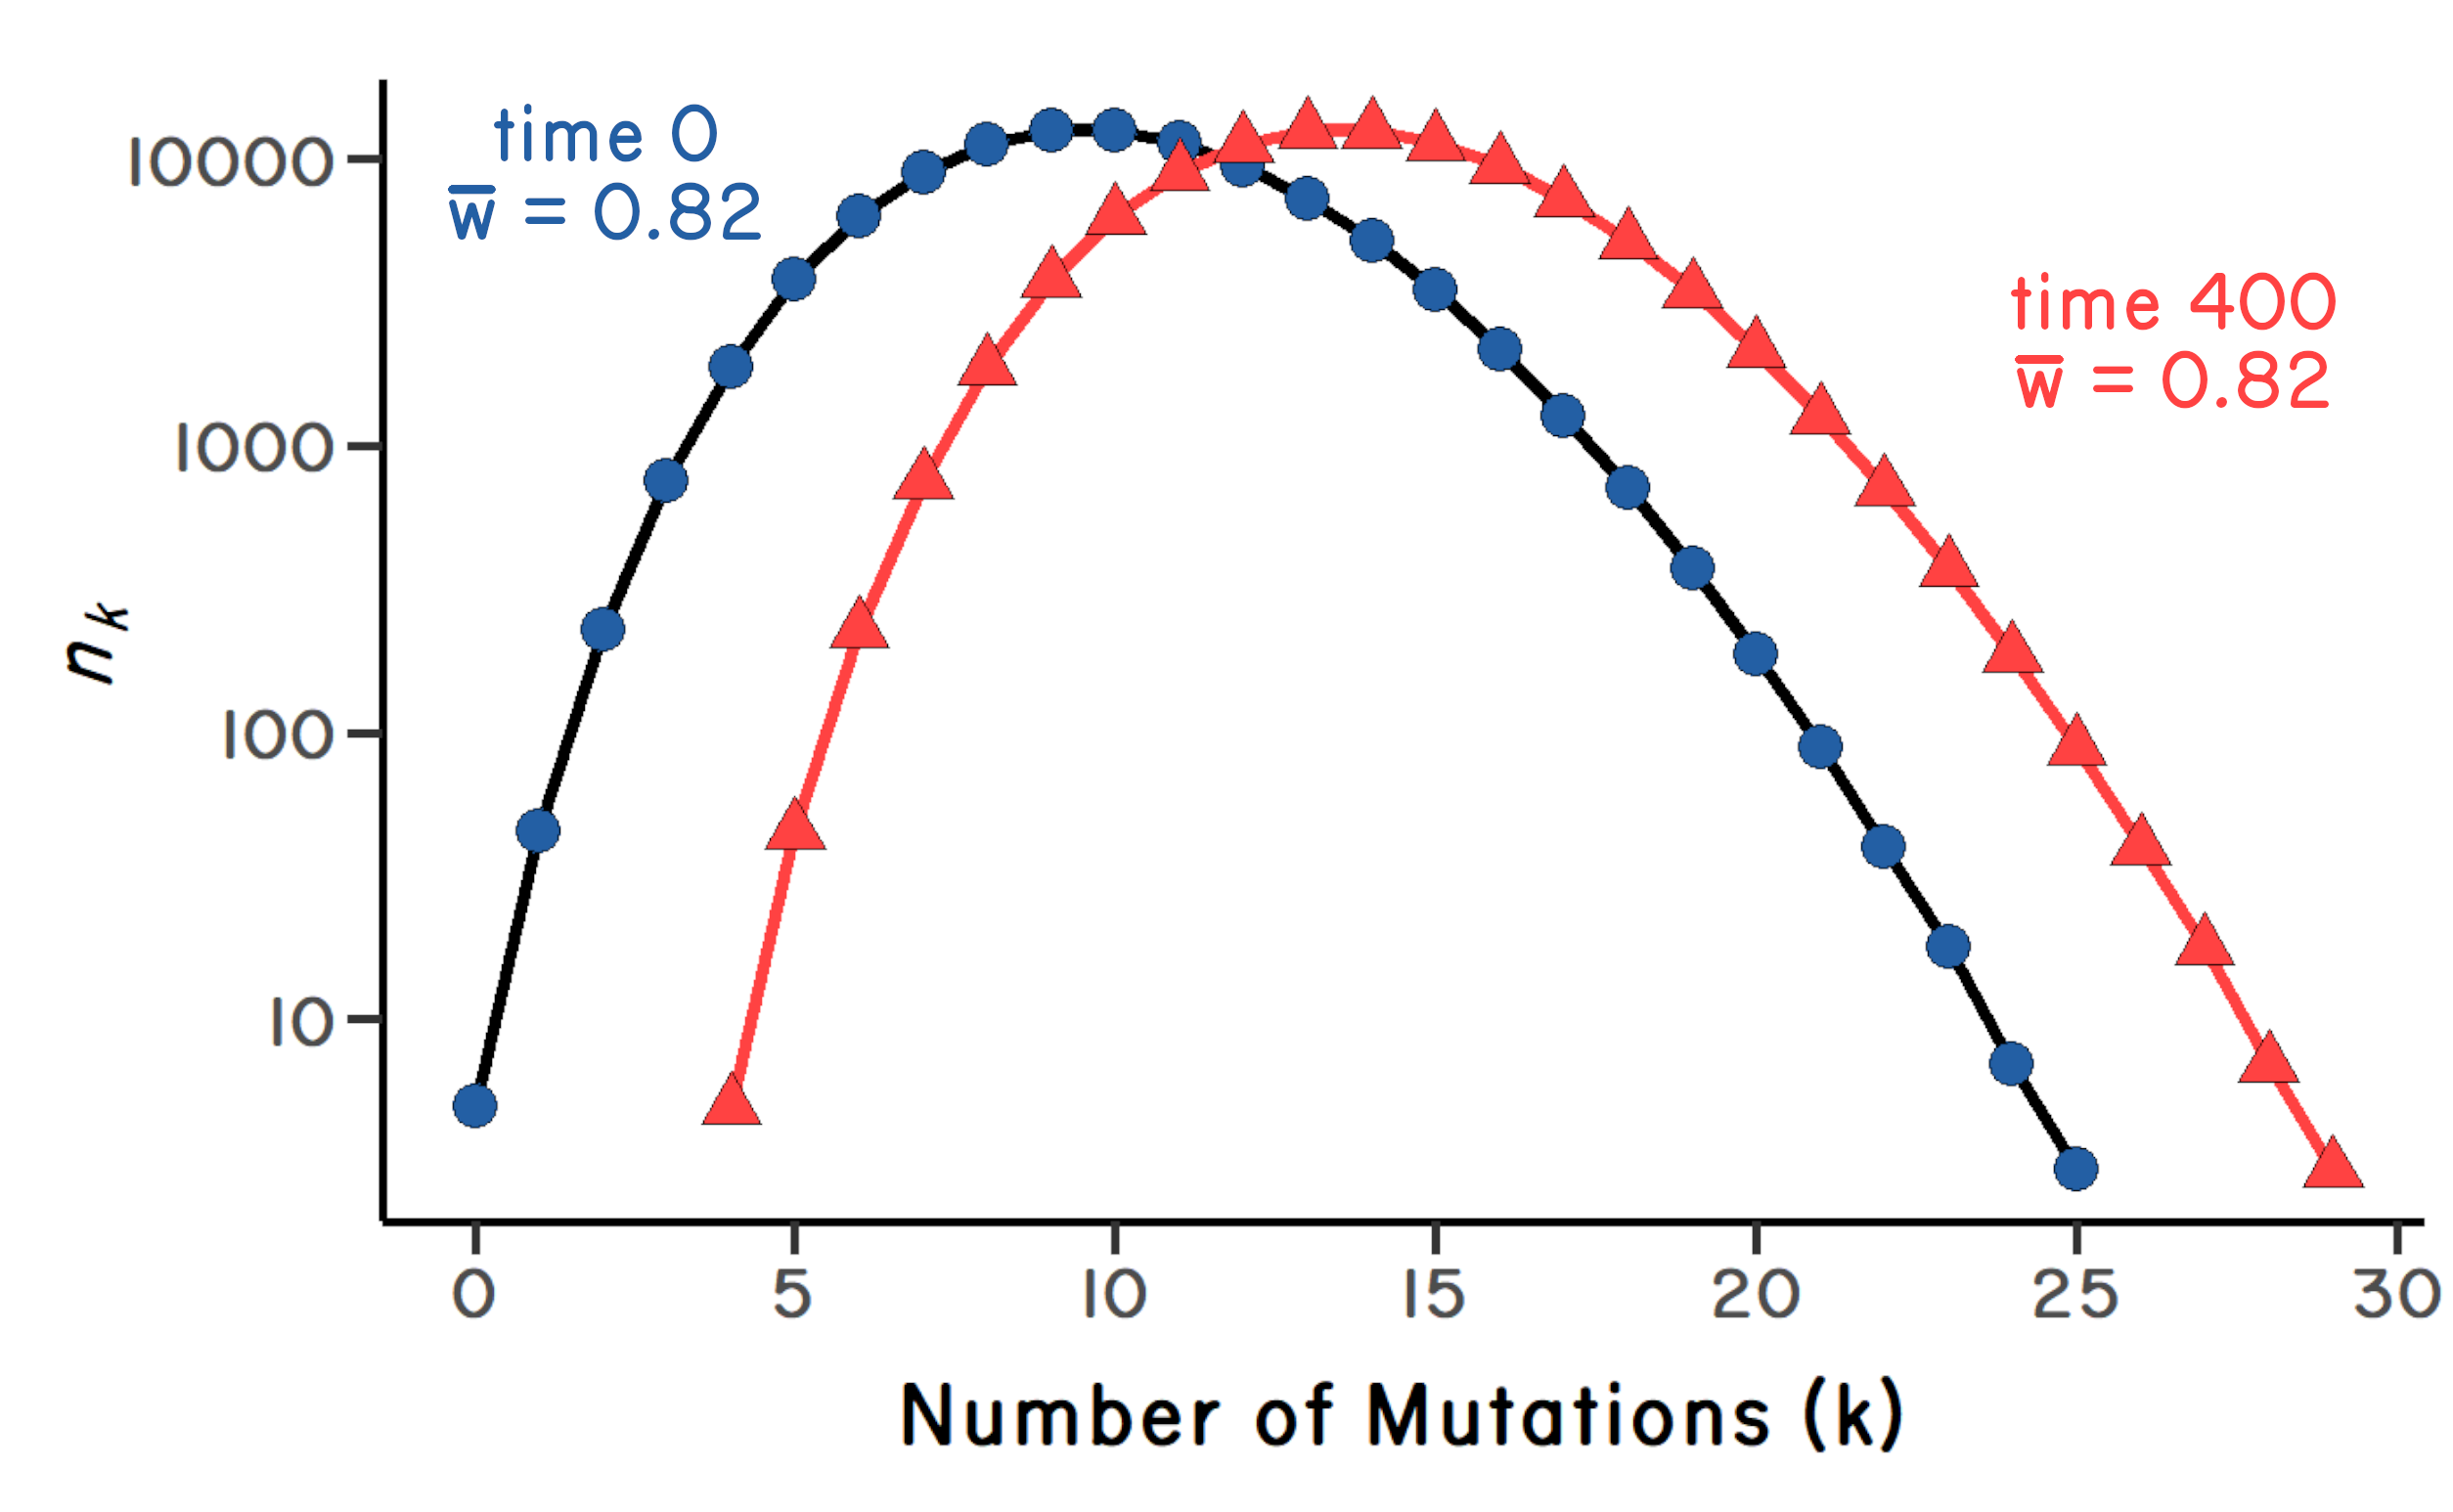 time 0
w̅ = 0.82
time 400
w̅ = 0.82
10000
1000
100
10
n k
0 5 10 15 20 25 30
Number of Mutations (k)